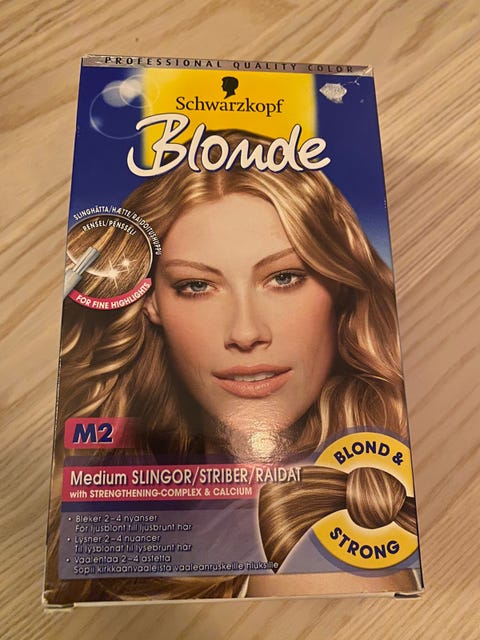 PROFESSIONAL QUALITY COLOR
Schwarzkopf
Blonde
SLINGHÄTTA/HÆTTE/RAIDOITUSHUPPU
PENSEL/PENSSELI
FOR FINE HIGHLIGHTS
M2
Medium SLINGOR/STRIBER/RAIDAT
with STRENGTHENING-COMPLEX & CALCIUM
BLOND &
STRONG
• Bleker 2–4 nyanser
För ljusblont till ljusbrunt hår
• Lysner 2–4 nuancer
Til lysblondt til lysebrunt hår
• Vaalentaa 2–4 astetta
Sopii kirkkaanvaaleista vaaleanruskeille hiuksille